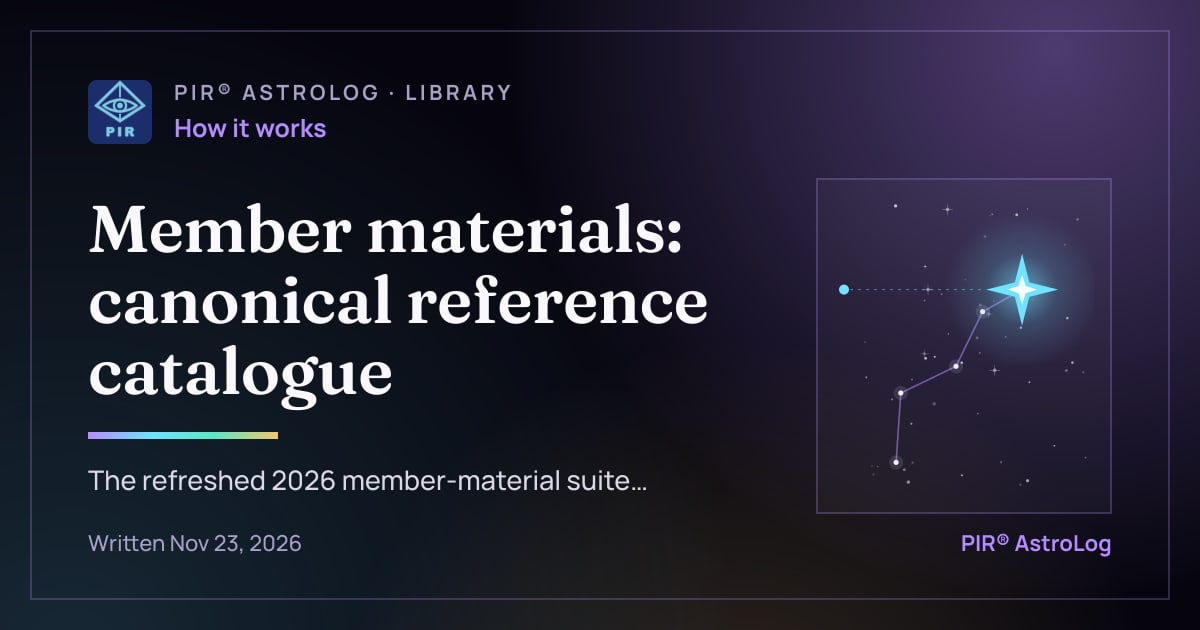 PIR
PIR® ASTROLOG · LIBRARY
How it works
Member materials:
canonical reference
catalogue
The refreshed 2026 member-material suite…
Written Nov 23, 2026
PIR® AstroLog